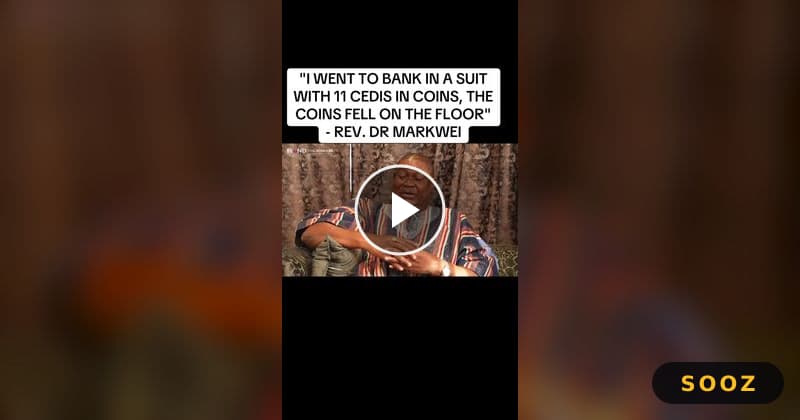 "I WENT TO BANK IN A SUIT
WITH 11 CEDIS IN COINS, THE
COINS FELL ON THE FLOOR"
- REV. DR MARKWEI
SOOZ